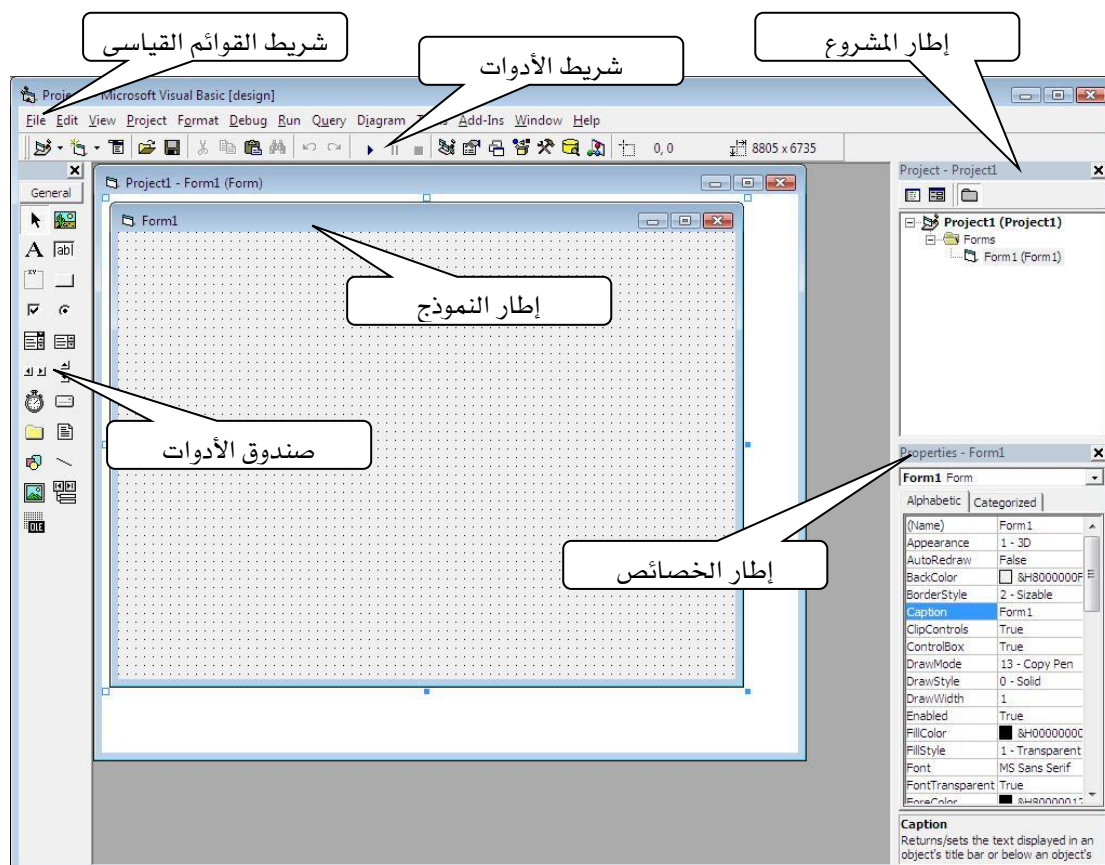 شريط القوائم القياسى
إطار المشروع
شريط الأدوات
Microsoft Visual Basic [design]
File Edit View Project Format Debug Run Query Diagram Add-Ins Window Help
0, 0 8805 x 6735
General
Project1 - Form1 (Form)
Form1
Project - Project1
Project1 (Project1)
Forms
Form1 (Form1)
إطار النموذج
صندوق الأدوات
إطار الخصائص
Properties - Form1
Form1 Form
Alphabetic Categorized
(Name) Form1
Appearance 1 - 3D
AutoRedraw False
BackColor &H8000000F
BorderStyle 2 - Sizable
Caption Form1
ClipControls True
ControlBox True
DrawMode 13 - Copy Pen
DrawStyle 0 - Solid
DrawWidth 1
Enabled True
FillColor &H0000000C
FillStyle 1 - Transparent
Font MS Sans Serif
FontTransparent True
ForeColor &H80000012
Caption
Returns/sets the text displayed in an
object's title bar or below an object's
A
abl
XY
OLE